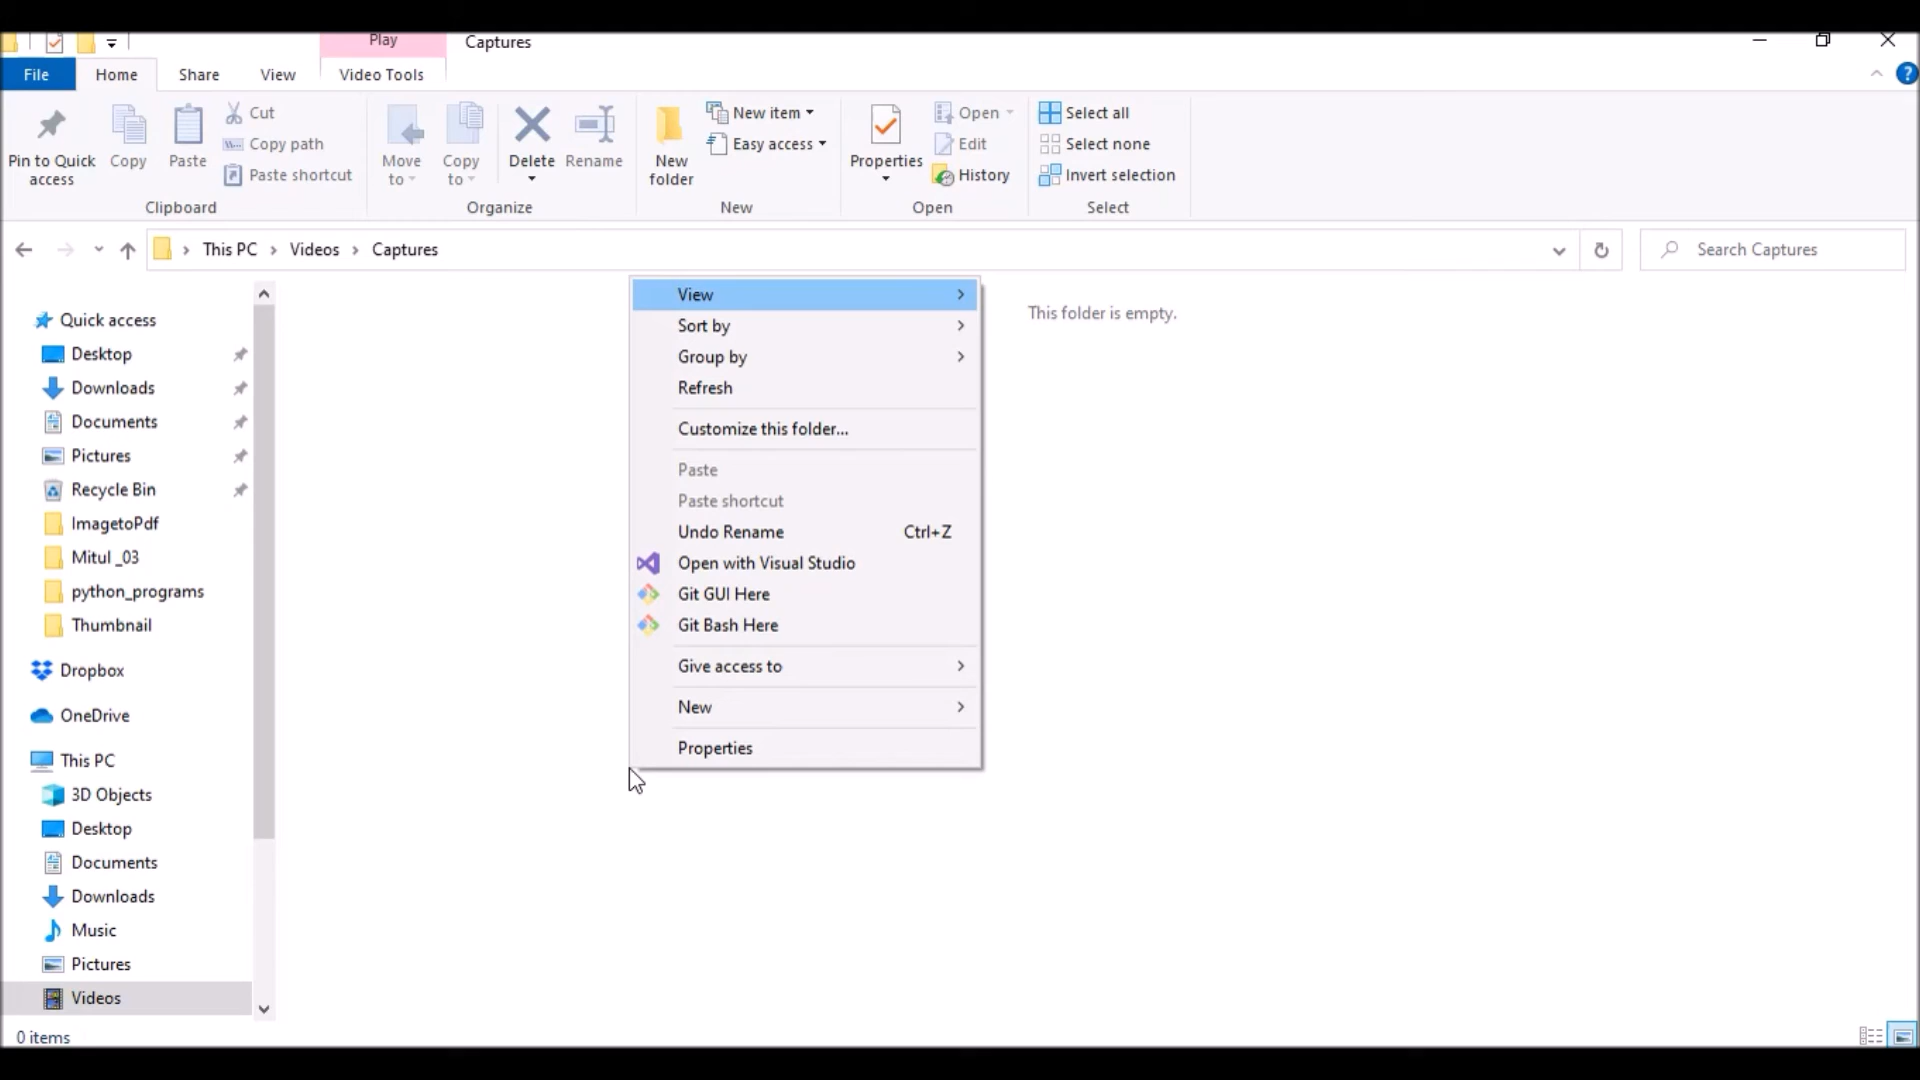 Play
Captures
File
Home
Share
View
Video Tools
Pin to Quick access
Copy
Paste
Cut
Copy path
Paste shortcut
Clipboard
Move to
Copy to
Delete
Rename
Organize
New folder
New item
Easy access
New
Properties
Open
Edit
History
Open
Select all
Select none
Invert selection
Select
This PC > Videos > Captures
Search Captures
Quick access
Desktop
Downloads
Documents
Pictures
Recycle Bin
ImagetoPdf
Mitul _03
python_programs
Thumbnail
Dropbox
OneDrive
This PC
3D Objects
Desktop
Documents
Downloads
Music
Pictures
Videos
View
Sort by
Group by
Refresh
Customize this folder...
Paste
Paste shortcut
Undo Rename Ctrl+Z
Open with Visual Studio
Git GUI Here
Git Bash Here
Give access to
New
Properties
This folder is empty.
0 items